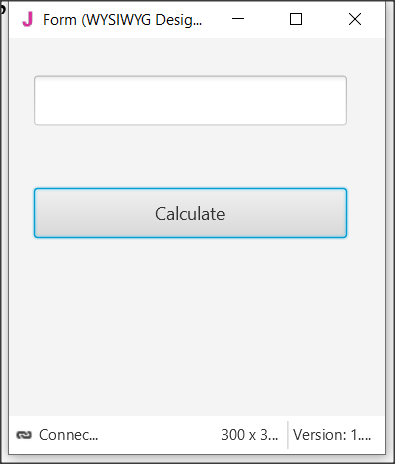 Form (WYSIWYG Desig...
Calculate
Connec... 300 x 3... Version: 1....